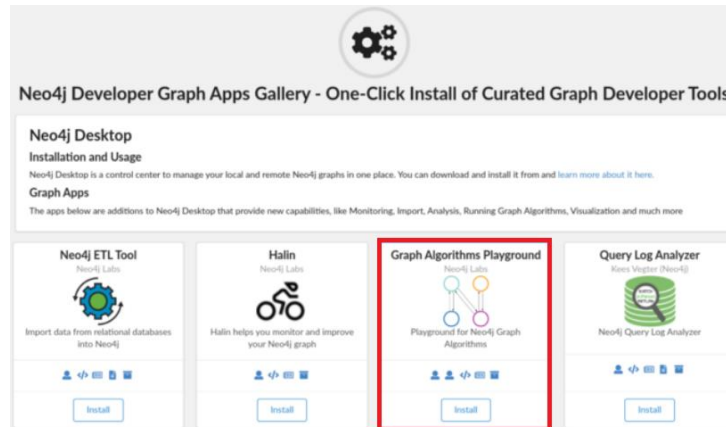 Neo4j Developer Graph Apps Gallery - One-Click Install of Curated Graph Developer Tools
Neo4j Desktop
Installation and Usage
Neo4j Desktop is a control center to manage your local and remote Neo4j graphs in one place. You can download and install it from and learn more about it here.
Graph Apps
The apps below are additions to Neo4j Desktop that provide new capabilities, like Monitoring, Import, Analysis, Running Graph Algorithms, Visualization and much more
Neo4j ETL Tool
Neo4j Labs
Import data from relational databases
into Neo4j
Install
Halin
Neo4j Labs
Halin helps you monitor and improve
your Neo4j graph
Install
Graph Algorithms Playground
Neo4j Labs
Playground for Neo4j Graph
Algorithms
Install
Query Log Analyzer
Kees Vegter (Neo4j)
Neo4j Query Log Analyzer
Install